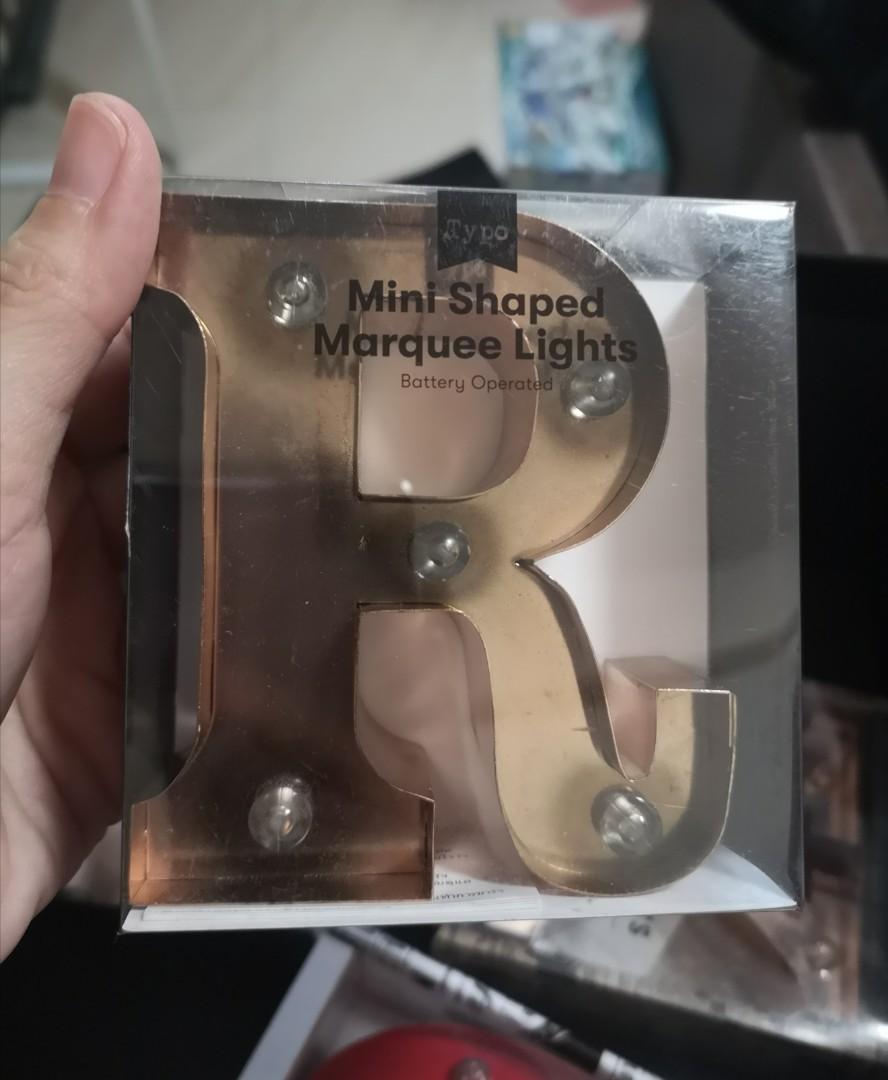 Typo
Mini Shaped
Marquee Lights
Battery Operated
R